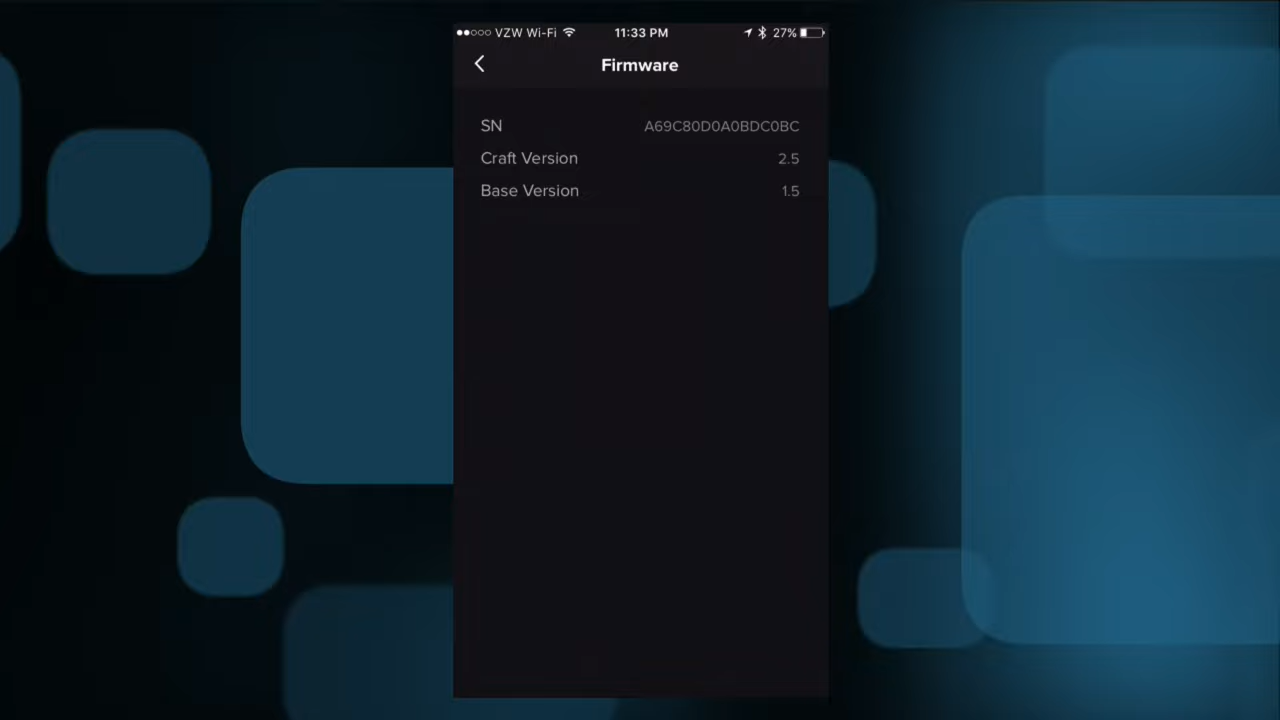 VZW Wi-Fi 11:33 PM 27%
Firmware
SN A69C80D0A0BDC0BC
Craft Version 2.5
Base Version 1.5